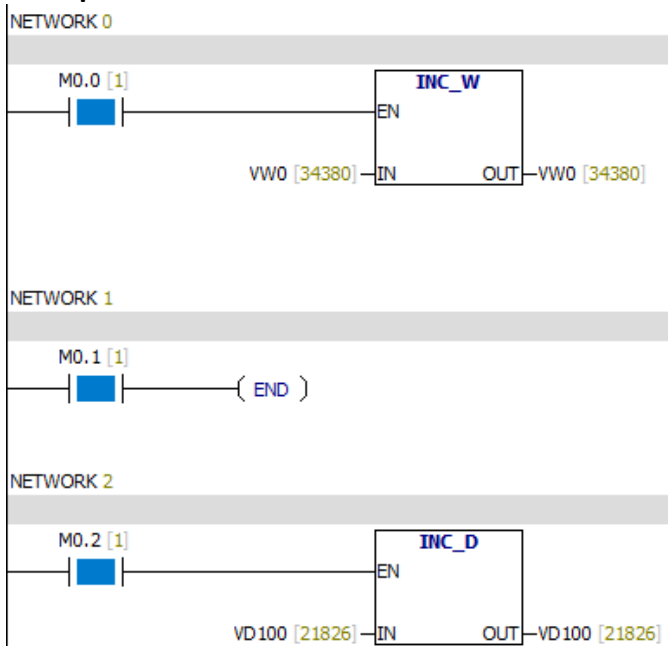 NETWORK 0
M0.0 [1]
INC_W
EN
VW0 [34380] IN OUT VW0 [34380]
NETWORK 1
M0.1 [1]
( END )
NETWORK 2
M0.2 [1]
INC_D
EN
VD100 [21826] IN OUT VD100 [21826]